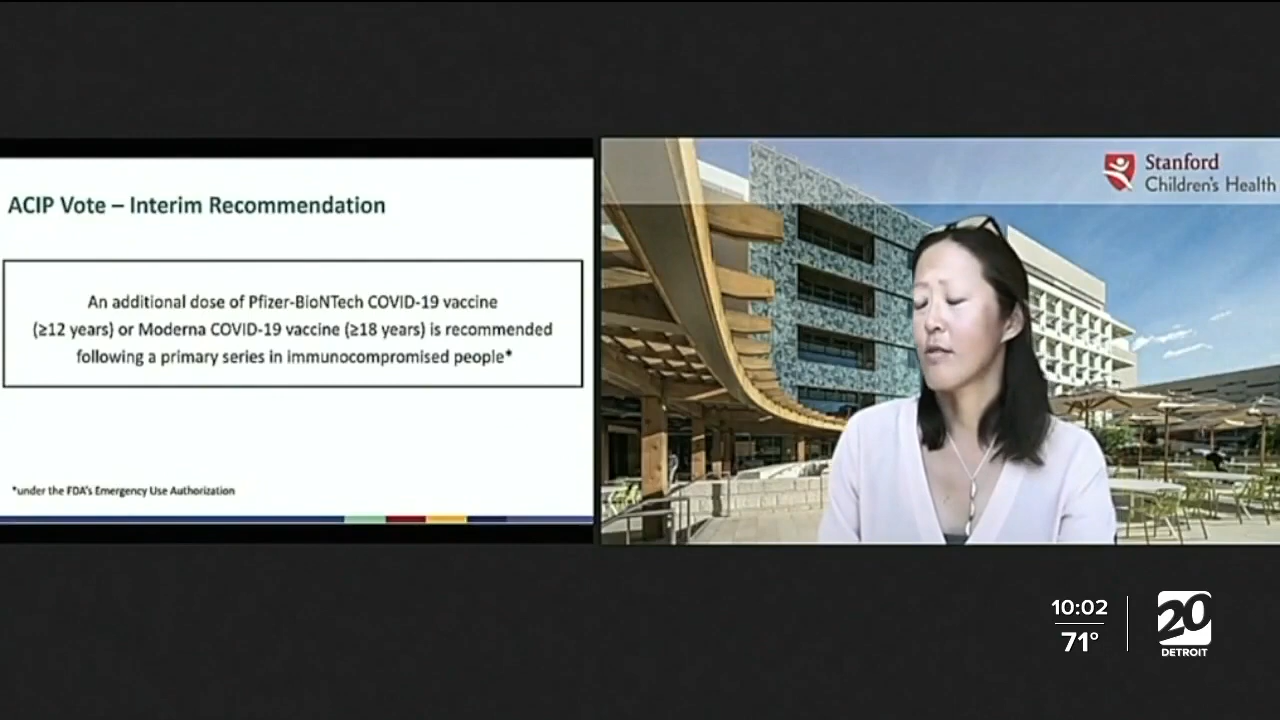 ACIP Vote – Interim Recommendation
An additional dose of Pfizer-BioNTech COVID-19 vaccine
(≥12 years) or Moderna COVID-19 vaccine (≥18 years) is recommended
following a primary series in immunocompromised people*
*under the FDA's Emergency Use Authorization
Stanford
Children's Health
10:02
71°
20
DETROIT